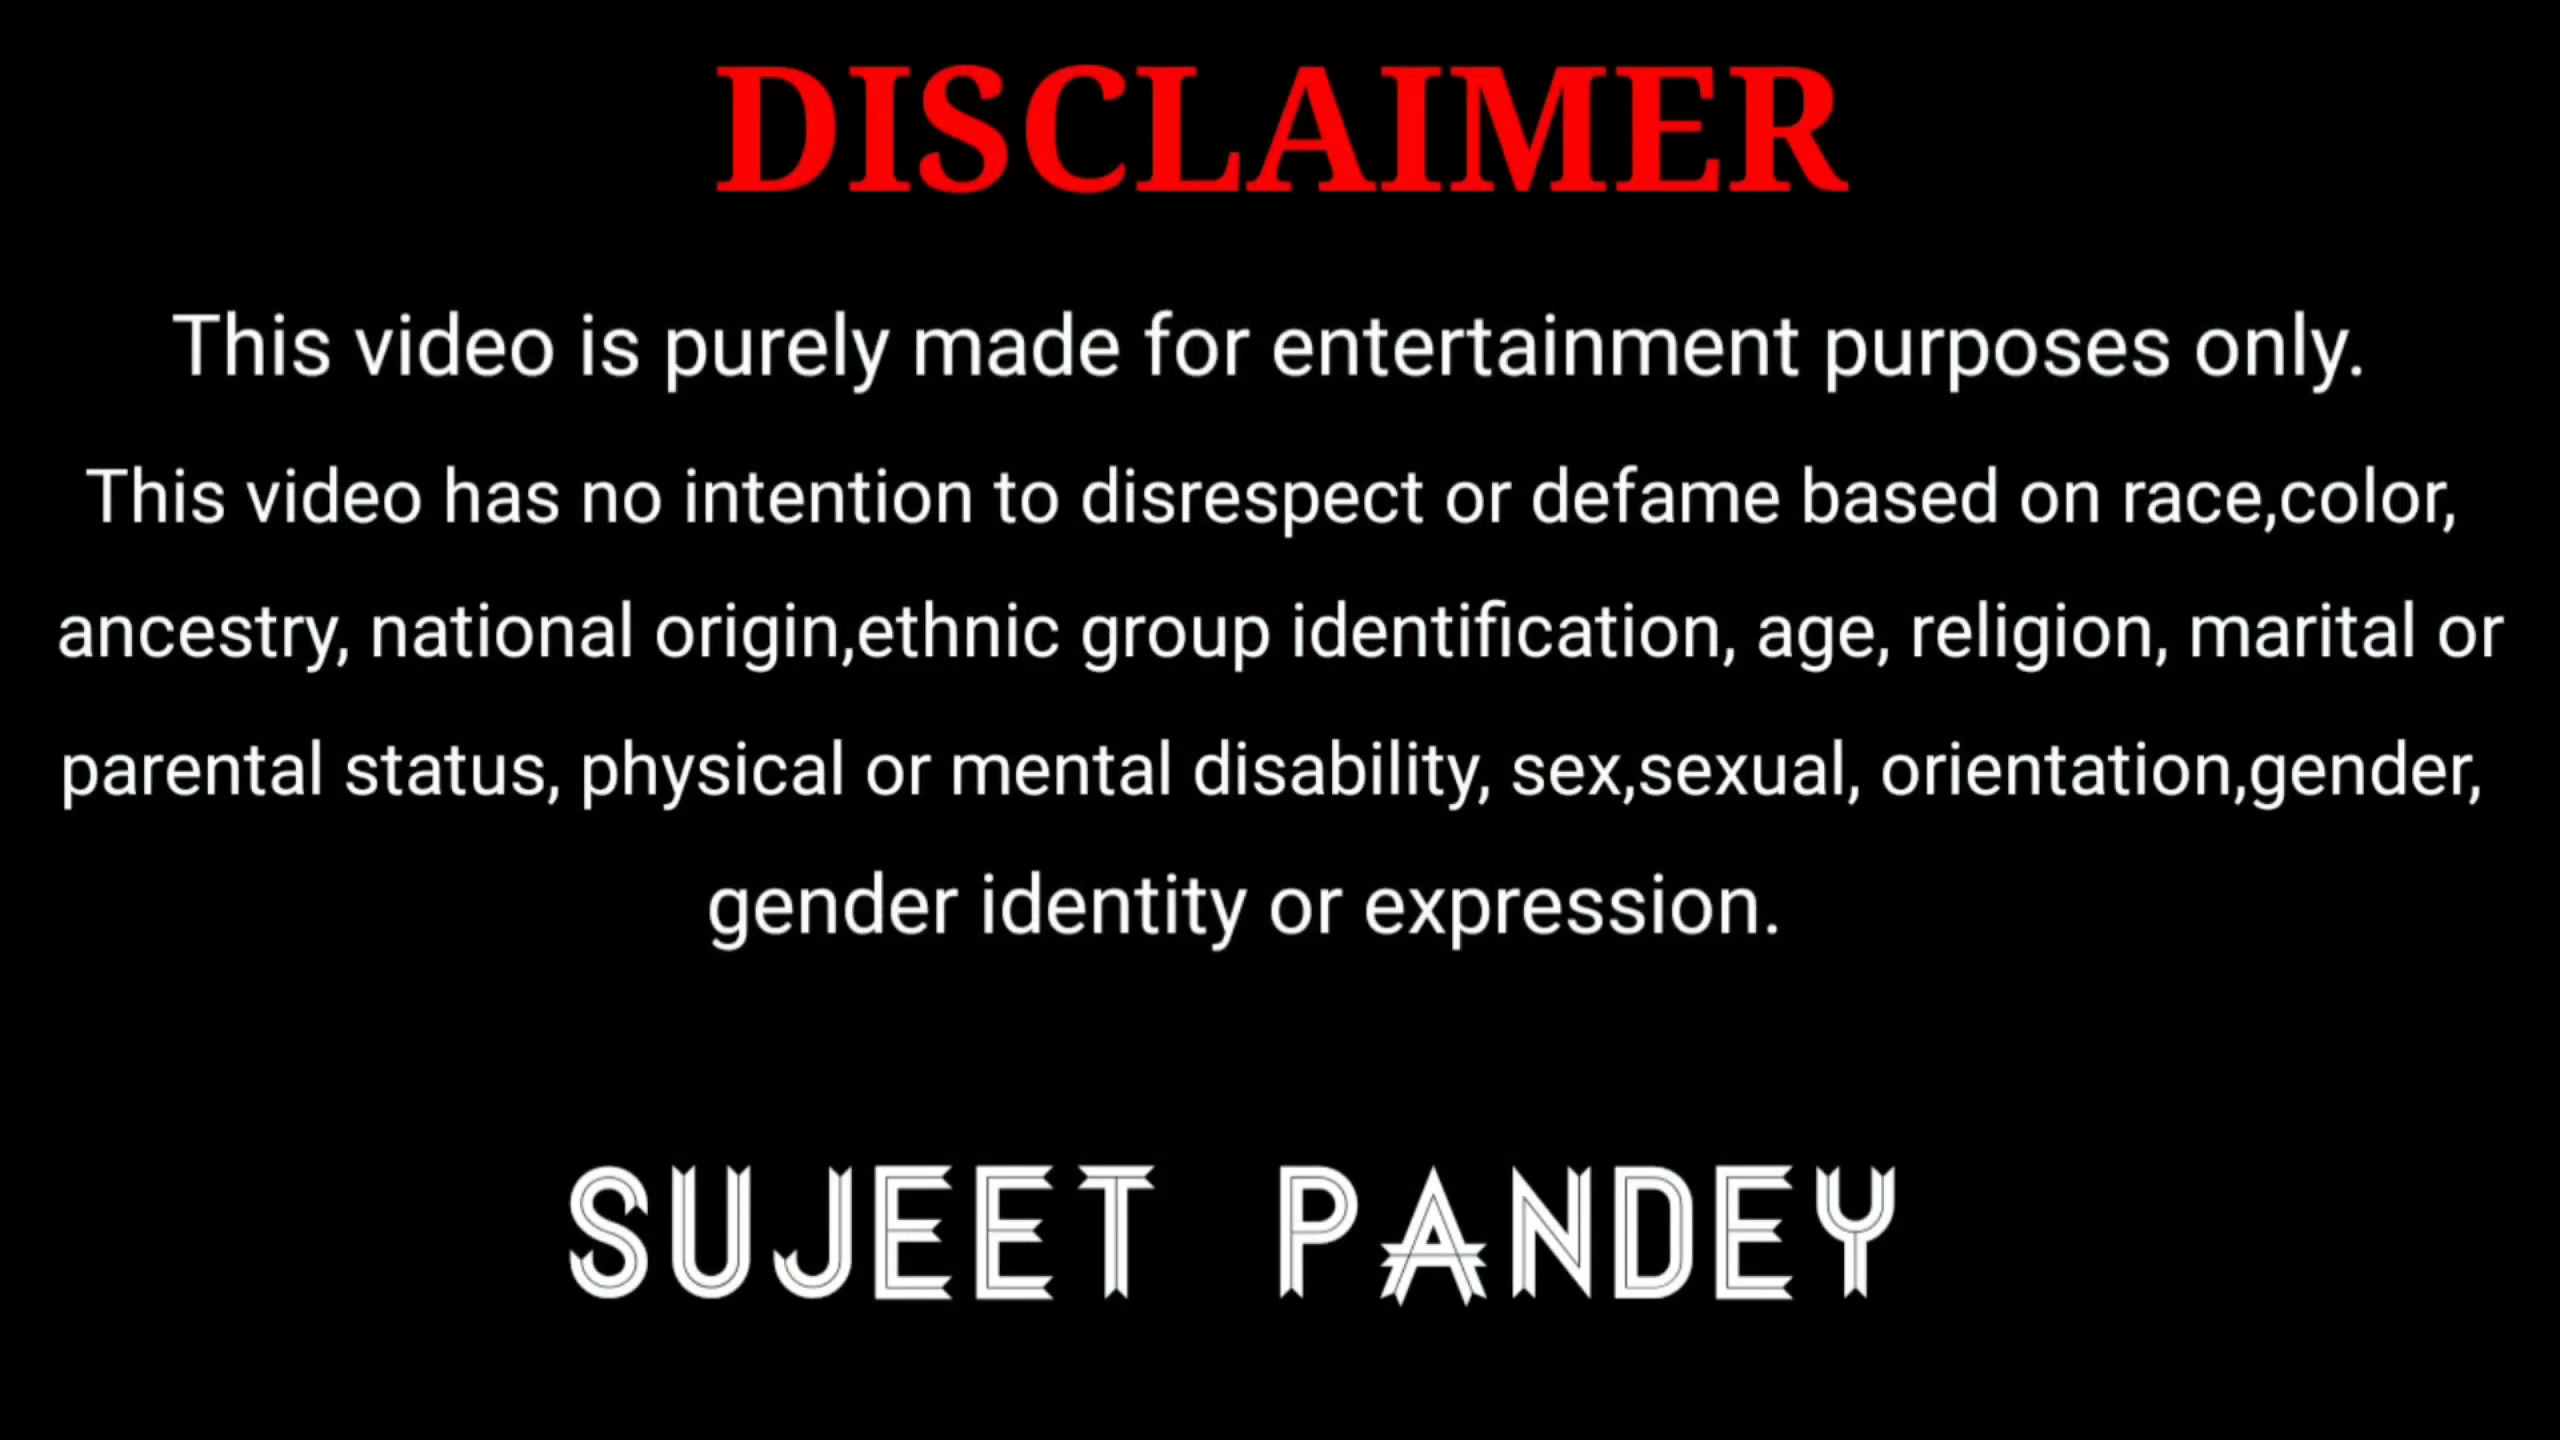 DISCLAIMER
This video is purely made for entertainment purposes only.
This video has no intention to disrespect or defame based on race,color,
ancestry, national origin,ethnic group identification, age, religion, marital or
parental status, physical or mental disability, sex,sexual, orientation,gender,
gender identity or expression.
SUJEET PANDEY